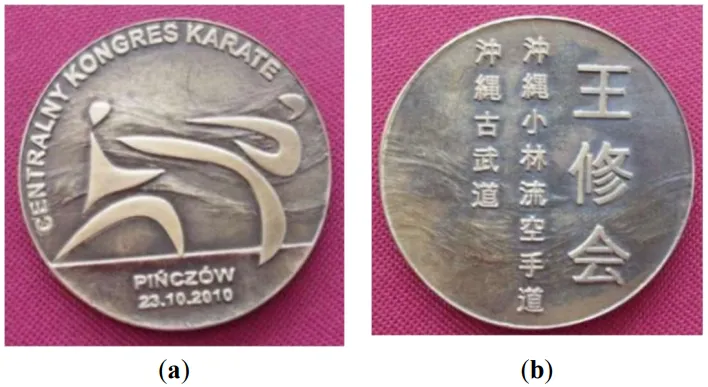 CENTRALNY KONGRES KARATE
PIŃCZÓW
23.10.2010
王修会
沖縄小林流空手道
沖縄古武道
(a)
(b)